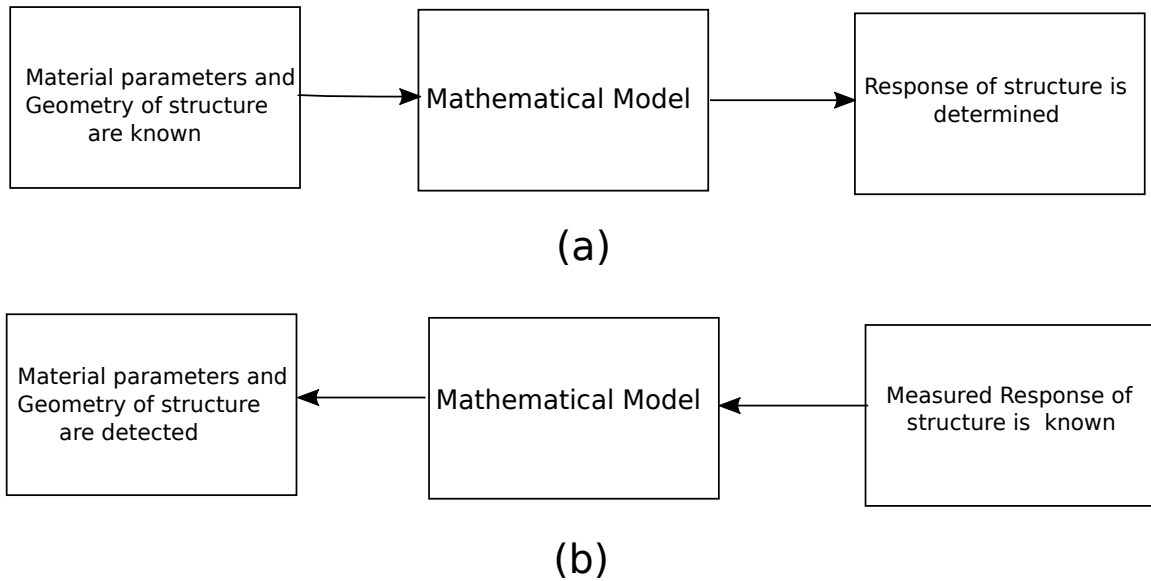 Material parameters and
Geometry of structure
are known
Mathematical Model
Response of structure is
determined
(a)
Material parameters and
Geometry of structure
are detected
Mathematical Model
Measured Response of
structure is known
(b)